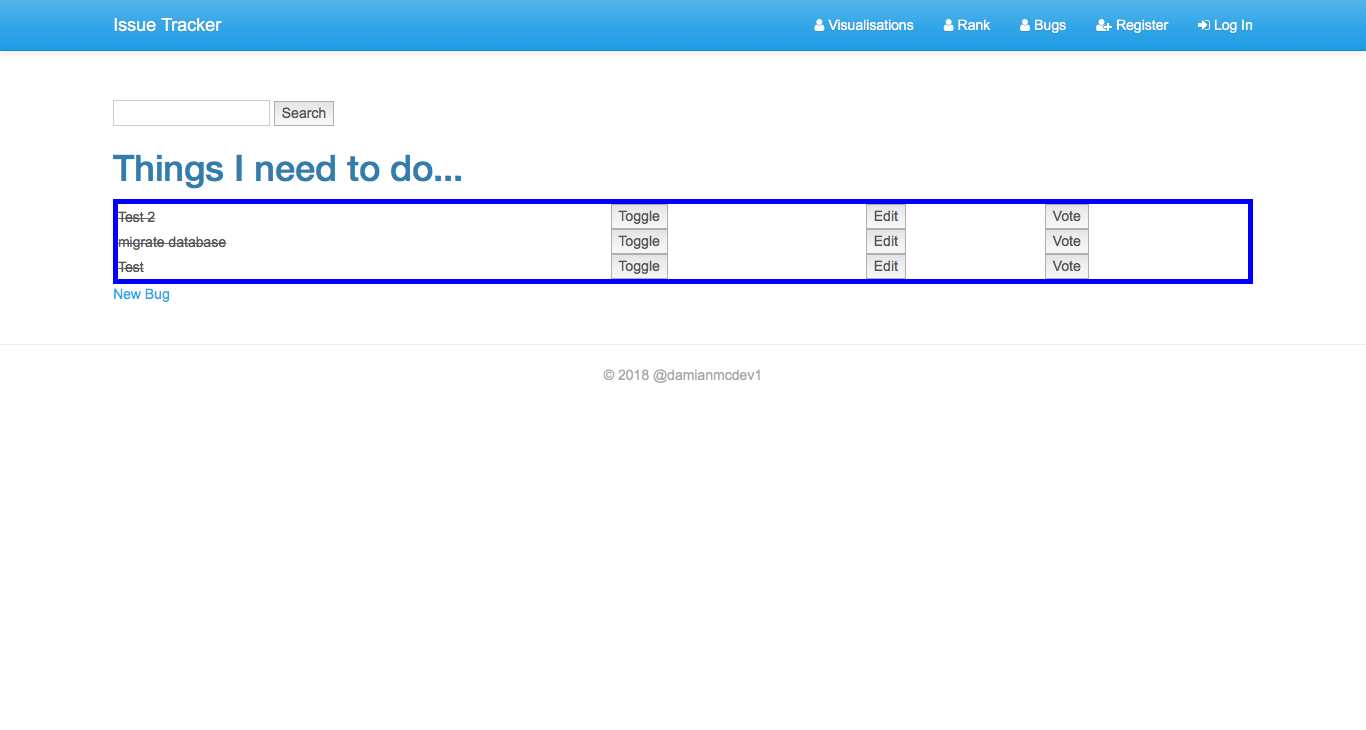 Issue Tracker Visualisations Rank Bugs Register Log In
Search
Things I need to do...
Test 2 Toggle Edit Vote
migrate database Toggle Edit Vote
Test Toggle Edit Vote
New Bug
© 2018 @damianmcdev1